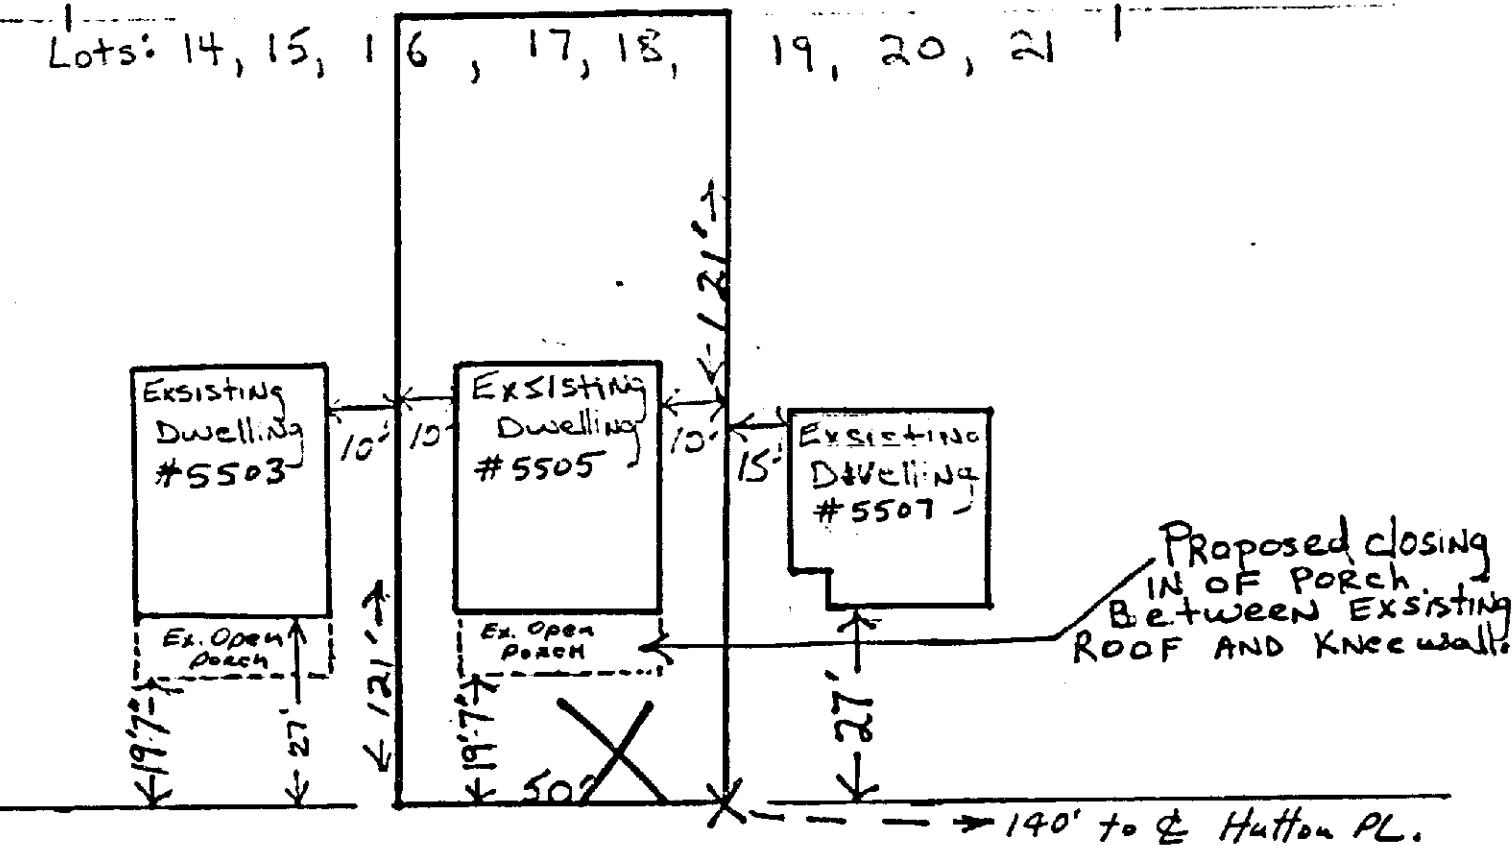 Lots: 14, 15, 16, 17, 18, 19, 20, 21
121'
Exsisting
Dwelling
#5503
10'
10'
Exsisting
Dwelling
#5505
10'
15'
Exsisting
Dwelling
#5507
Proposed closing
in of Porch
Between Exsisting
Roof and Kneewall.
Ex. Open
Porch
Ex. Open
Porch
19'7"
27'
121'
19'7"
50'
27'
140' to ℄ Hutton PL.